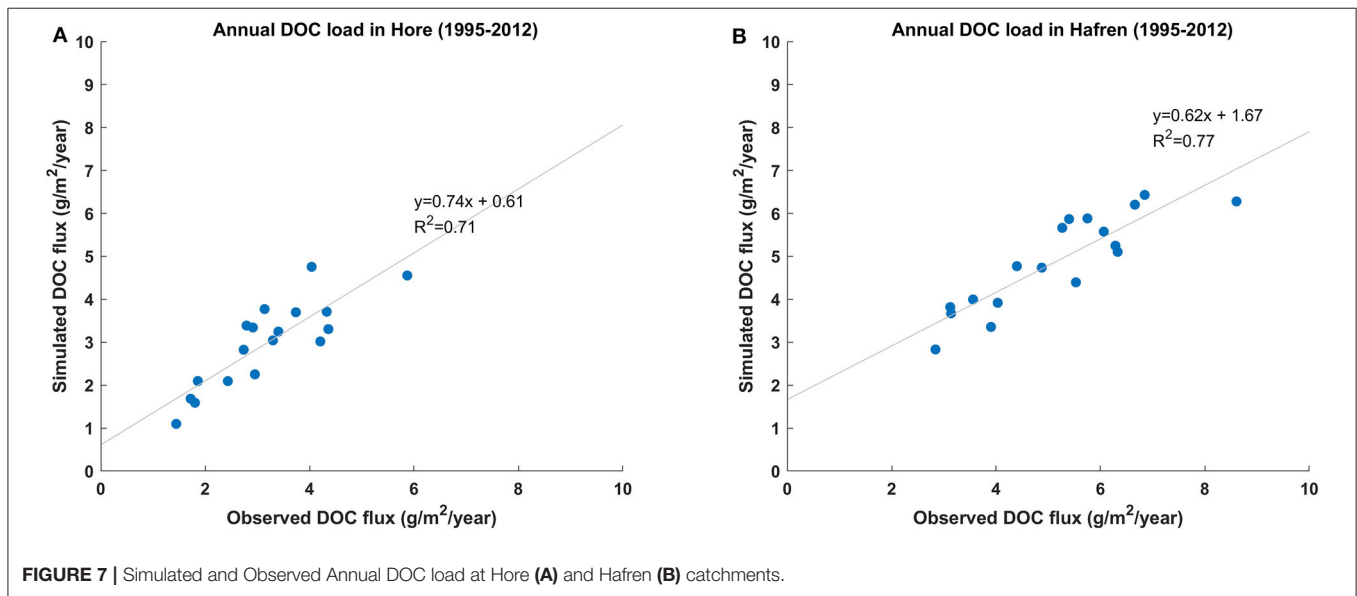 A
Annual DOC load in Hore (1995-2012)
10
9
8
7
6
5
4
3
2
1
0
Simulated DOC flux (g/m²/year)
y=0.74x + 0.61
R²=0.71
0 2 4 6 8 10
Observed DOC flux (g/m²/year)
B
Annual DOC load in Hafren (1995-2012)
10
9
8
7
6
5
4
3
2
1
0
Simulated DOC flux (g/m²/year)
y=0.62x + 1.67
R²=0.77
0 2 4 6 8 10
Observed DOC flux (g/m²/year)
FIGURE 7 | Simulated and Observed Annual DOC load at Hore (A) and Hafren (B) catchments.